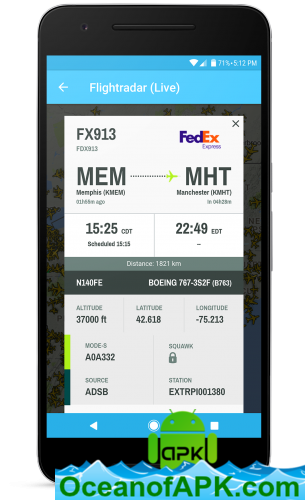 71% 5:12 PM
Flightradar (Live)
FX913
FDX913
FedEx
Express
MEM
MHT
Memphis (KMEM)
Manchester (KMHT)
01h58m ago
In 04h28m
15:25 CDT
22:49 EDT
Scheduled 15:15
–
Distance: 1821 km
N140FE
BOEING 767-3S2F (B763)
ALTITUDE
LATITUDE
LONGITUDE
37000 ft
42.618
-75.213
MODE-S
SQUAWK
A0A332
SOURCE
STATION
ADSB
EXTRPI001380
apk
OceanofAPK.com